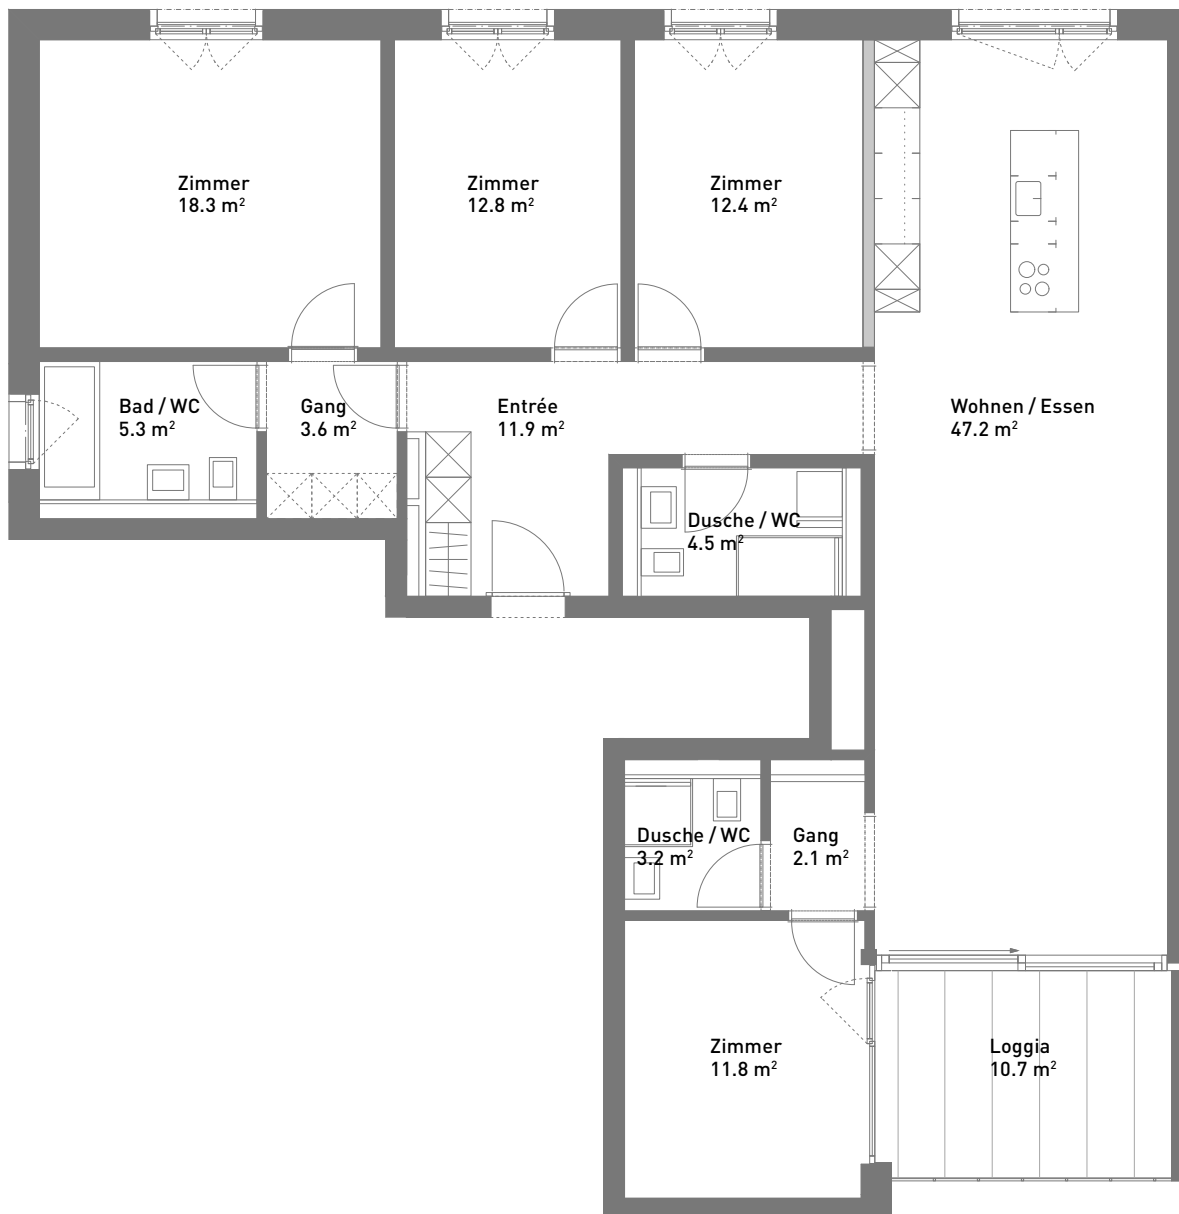 Zimmer
18.3 m²
Zimmer
12.8 m²
Zimmer
12.4 m²
Bad / WC
5.3 m²
Gang
3.6 m²
Entrée
11.9 m²
Wohnen / Essen
47.2 m²
Dusche / WC
4.5 m²
Dusche / WC
3.2 m²
Gang
2.1 m²
Zimmer
11.8 m²
Loggia
10.7 m²